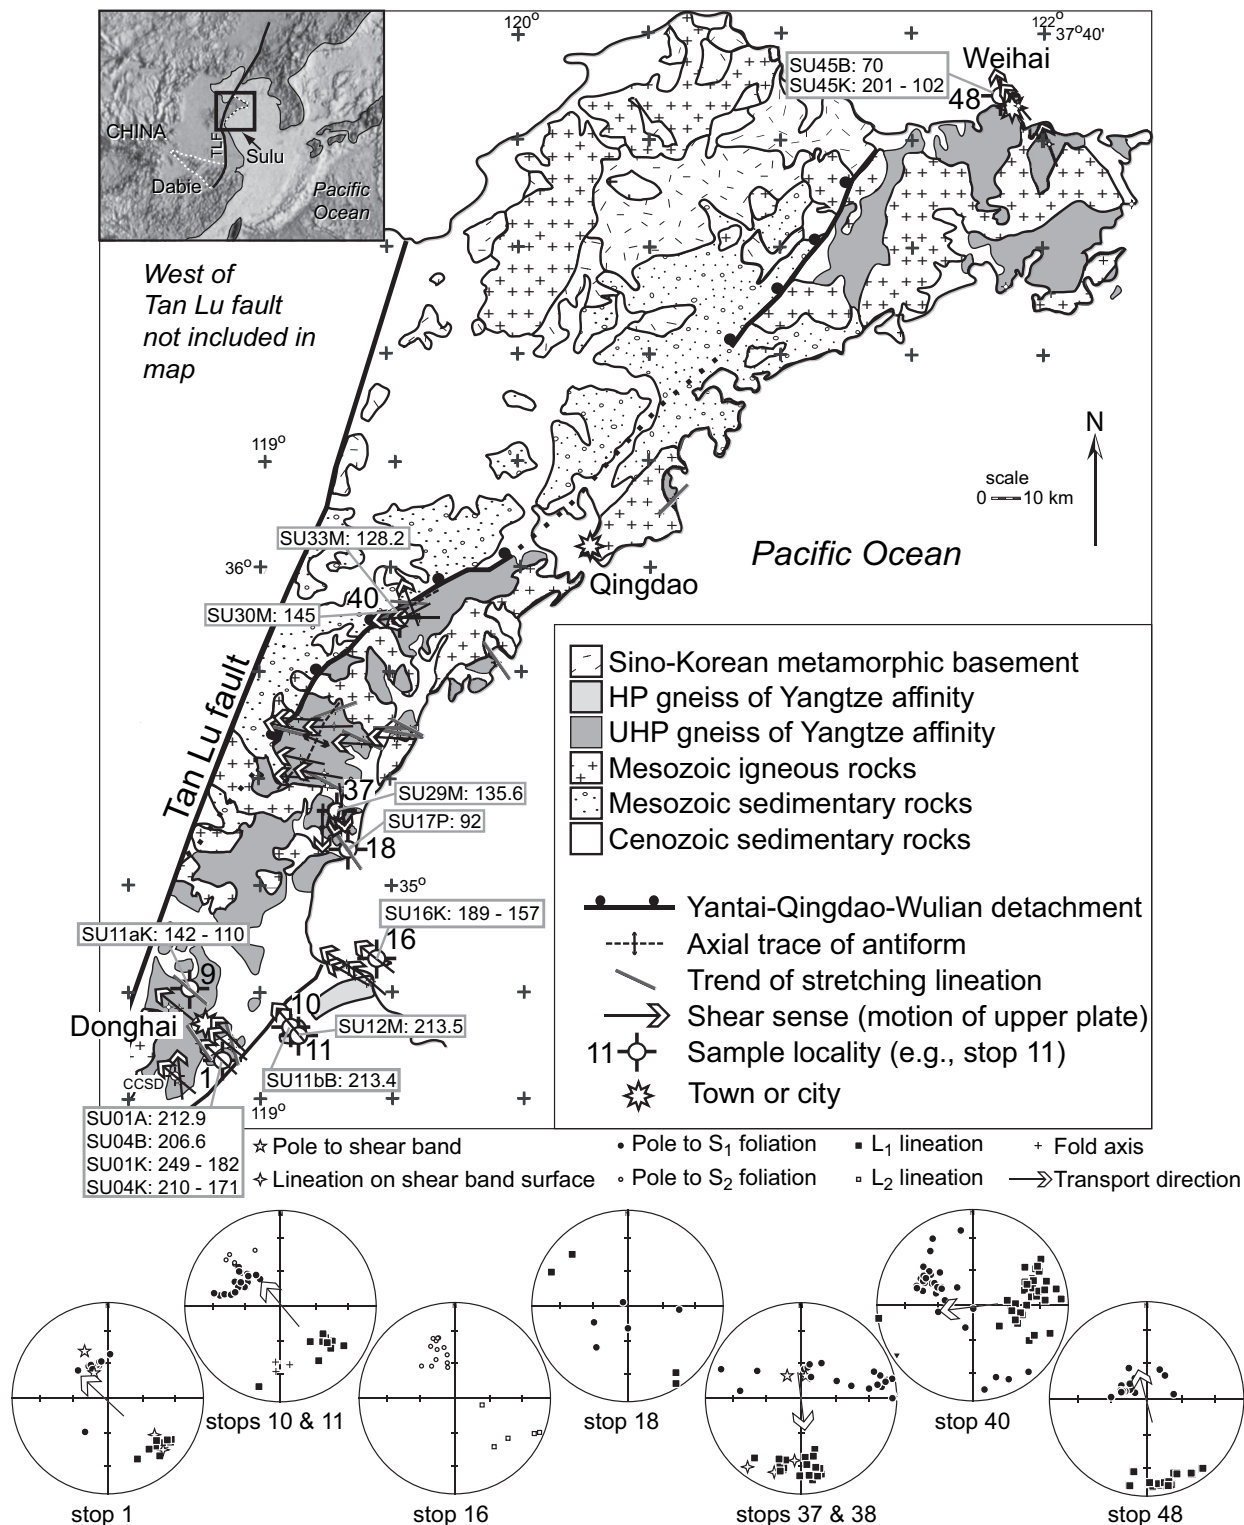 120o
122o
37o40'
Weihai
SU45B: 70
SU45K: 201 - 102
48
CHINA
TLF
Sulu
Dabie
Pacific
Ocean
West of
Tan Lu fault
not included in
map
119o
N
scale
0 10 km
SU33M: 128.2
36o
40
SU30M: 145
Qingdao
Pacific Ocean
Tan Lu fault
Sino-Korean metamorphic basement
HP gneiss of Yangtze affinity
UHP gneiss of Yangtze affinity
Mesozoic igneous rocks
Mesozoic sedimentary rocks
Cenozoic sedimentary rocks
37
SU29M: 135.6
SU17P: 92
18
35o
SU16K: 189 - 157
16
SU11aK: 142 - 110
9
Donghai
10
SU12M: 213.5
11
1
CCSD
SU11bB: 213.4
119o
SU01A: 212.9
SU04B: 206.6
SU01K: 249 - 182
SU04K: 210 - 171
Yantai-Qingdao-Wulian detachment
Axial trace of antiform
Trend of stretching lineation
Shear sense (motion of upper plate)
11 Sample locality (e.g., stop 11)
Town or city
Pole to shear band
Pole to S1 foliation
L1 lineation
Fold axis
Lineation on shear band surface
Pole to S2 foliation
L2 lineation
Transport direction
stops 10 & 11
stop 18
stop 40
stop 1
stop 16
stops 37 & 38
stop 48